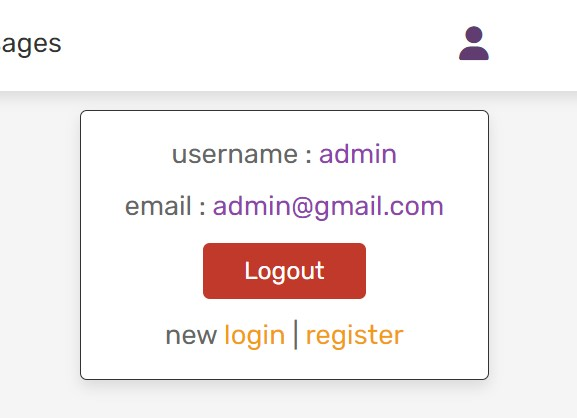 ages
username : admin
email : admin@gmail.com
Logout
new login | register